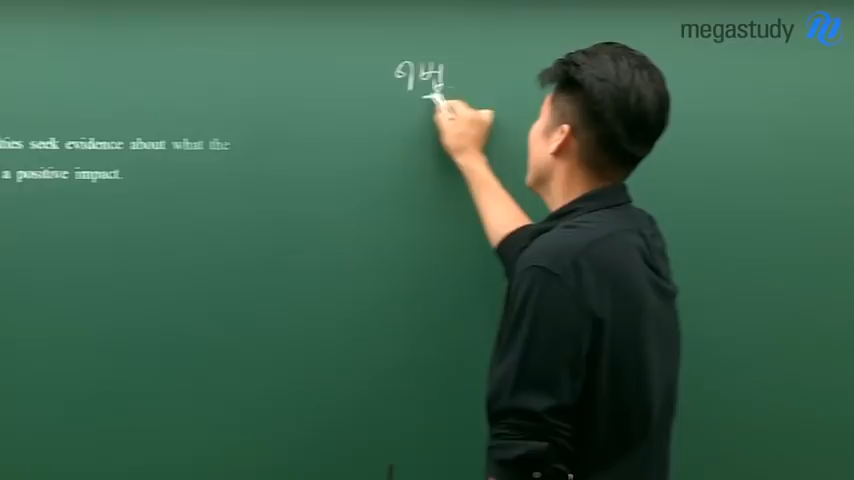 megastudy
ties seek evidence about what the
a positive impact.